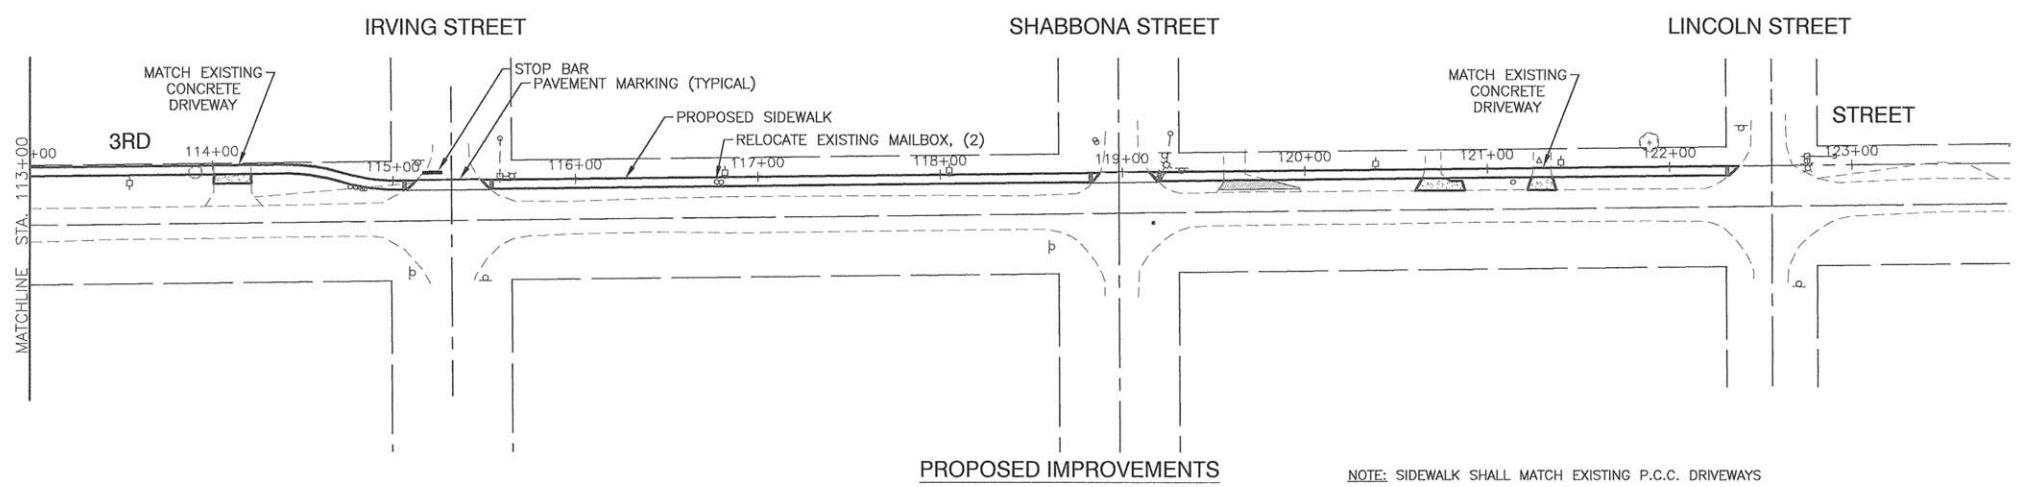 IRVING STREET
SHABBONA STREET
LINCOLN STREET
MATCH EXISTING
CONCRETE
DRIVEWAY
STOP BAR
PAVEMENT MARKING (TYPICAL)
PROPOSED SIDEWALK
RELOCATE EXISTING MAILBOX, (2)
MATCH EXISTING
CONCRETE
DRIVEWAY
3RD
STREET
MATCHLINE STA. 113+00
+00
114+00
115+00
116+00
117+00
118+00
119+00
120+00
121+00
122+00
123+00
PROPOSED IMPROVEMENTS
NOTE: SIDEWALK SHALL MATCH EXISTING P.C.C. DRIVEWAYS